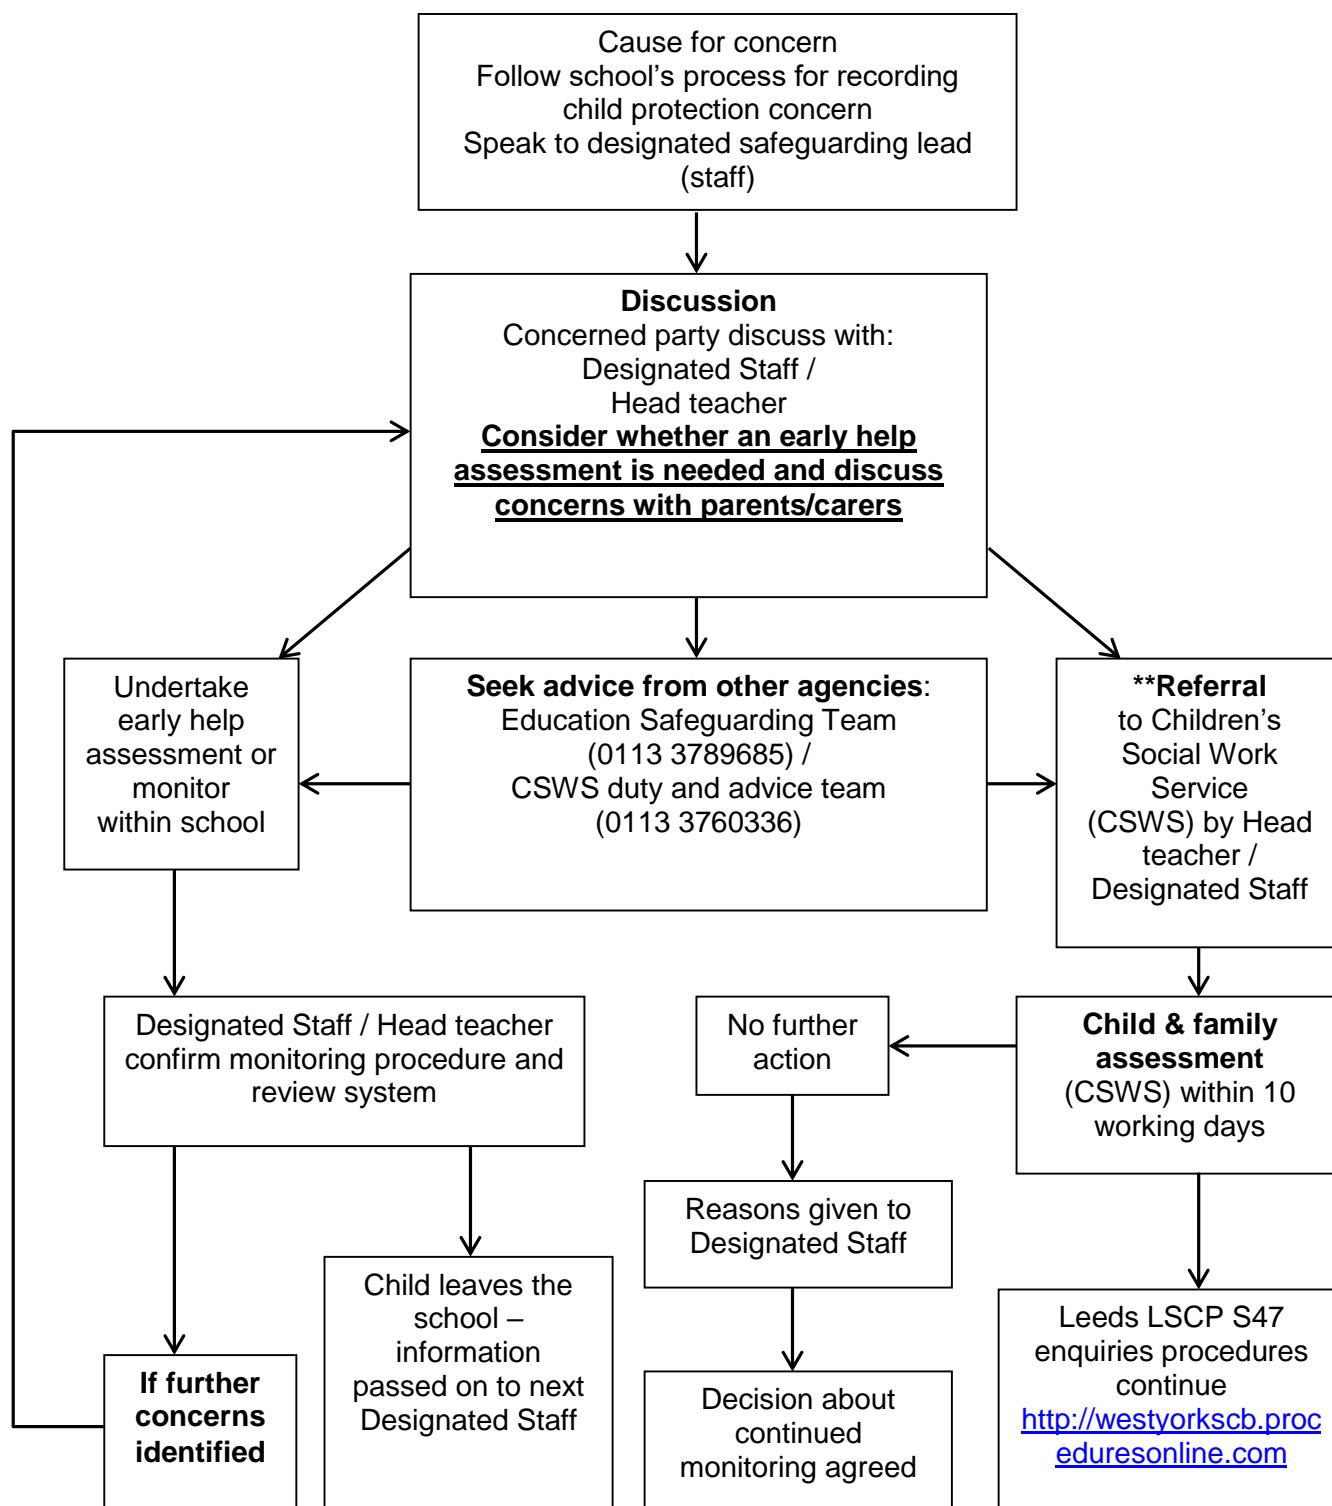 Cause for concern
Follow school’s process for recording
child protection concern
Speak to designated safeguarding lead
(staff)
Discussion
Concerned party discuss with:
Designated Staff /
Head teacher
Consider whether an early help
assessment is needed and discuss
concerns with parents/carers
Undertake
early help
assessment or
monitor
within school
Seek advice from other agencies:
Education Safeguarding Team
(0113 3789685) /
CSWS duty and advice team
(0113 3760336)
**Referral
to Children’s
Social Work
Service
(CSWS) by Head
teacher /
Designated Staff
Designated Staff / Head teacher
confirm monitoring procedure and
review system
No further
action
Child & family
assessment
(CSWS) within 10
working days
Reasons given to
Designated Staff
Child leaves the
school –
information
passed on to next
Designated Staff
Leeds LSCP S47
enquiries procedures
continue
http://westyorkscb.proc
eduresonline.com
If further
concerns
identified
Decision about
continued
monitoring agreed